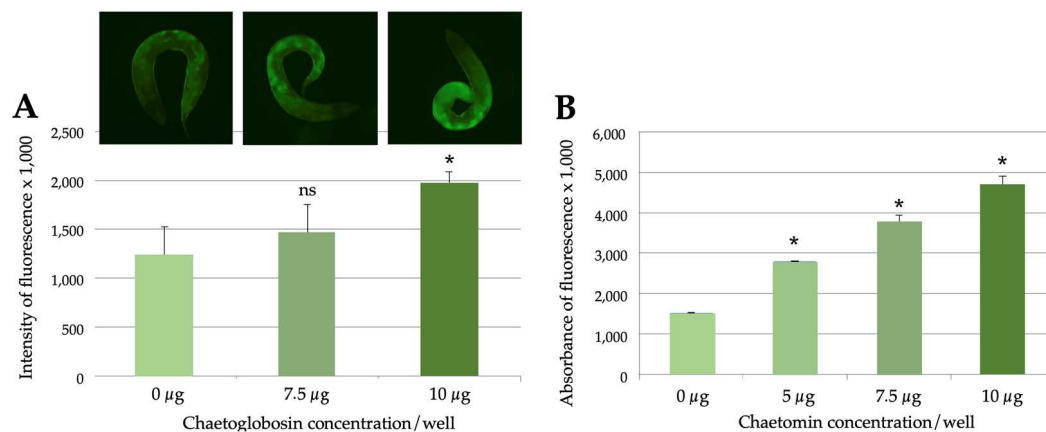 A
Intensity of fluorescence x 1,000
2,500
2,000
1,500
1,000
500
0
ns
*
0 µg
7.5 µg
10 µg
Chaetoglobosin concentration/well
B
Absorbance of fluorescence x 1,000
6,000
5,000
4,000
3,000
2,000
1,000
0
*
*
*
0 µg
5 µg
7.5 µg
10 µg
Chaetomin concentration/well